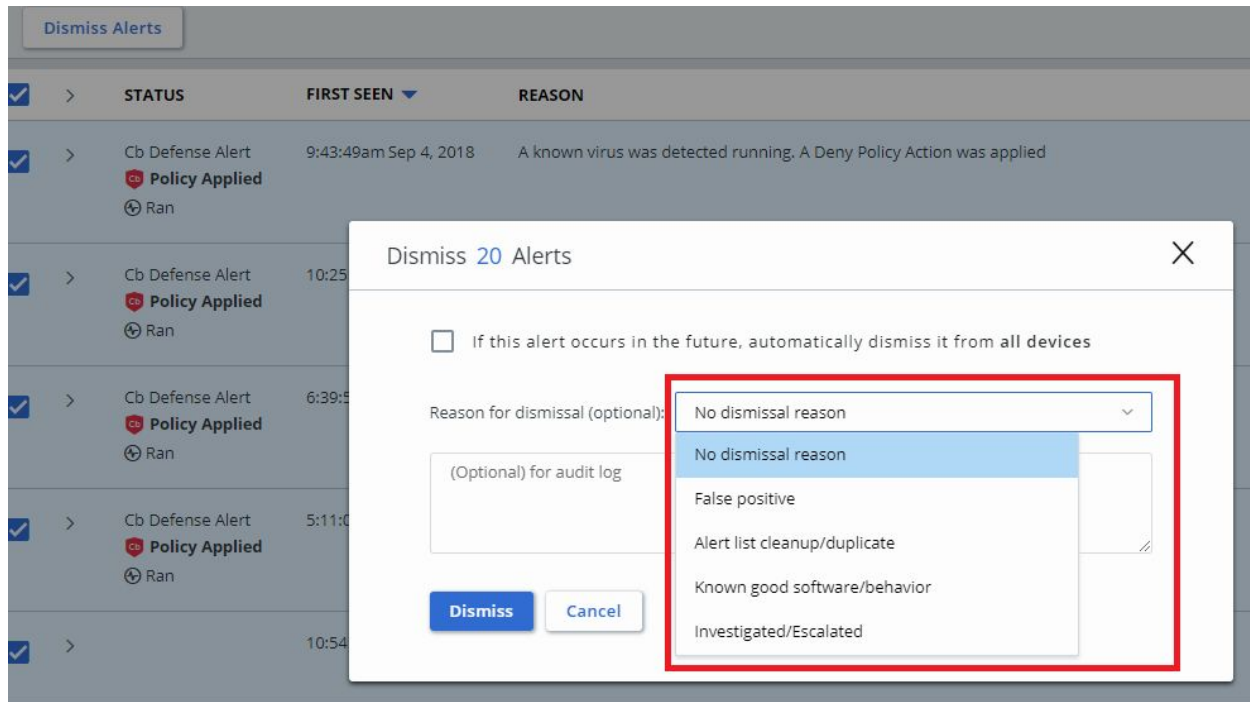 Dismiss Alerts
STATUS FIRST SEEN REASON
Cb Defense Alert 9:43:49am Sep 4, 2018 A known virus was detected running. A Deny Policy Action was applied
Cb Policy Applied
Ran
Dismiss 20 Alerts
Cb Defense Alert 10:25
Cb Policy Applied
Ran
If this alert occurs in the future, automatically dismiss it from all devices
Cb Defense Alert 6:39:5
Cb Policy Applied
Ran
Reason for dismissal (optional): No dismissal reason
No dismissal reason
(Optional) for audit log
False positive
Alert list cleanup/duplicate
Known good software/behavior
Investigated/Escalated
Cb Defense Alert 5:11:0
Cb Policy Applied
Ran
Dismiss Cancel
10:54